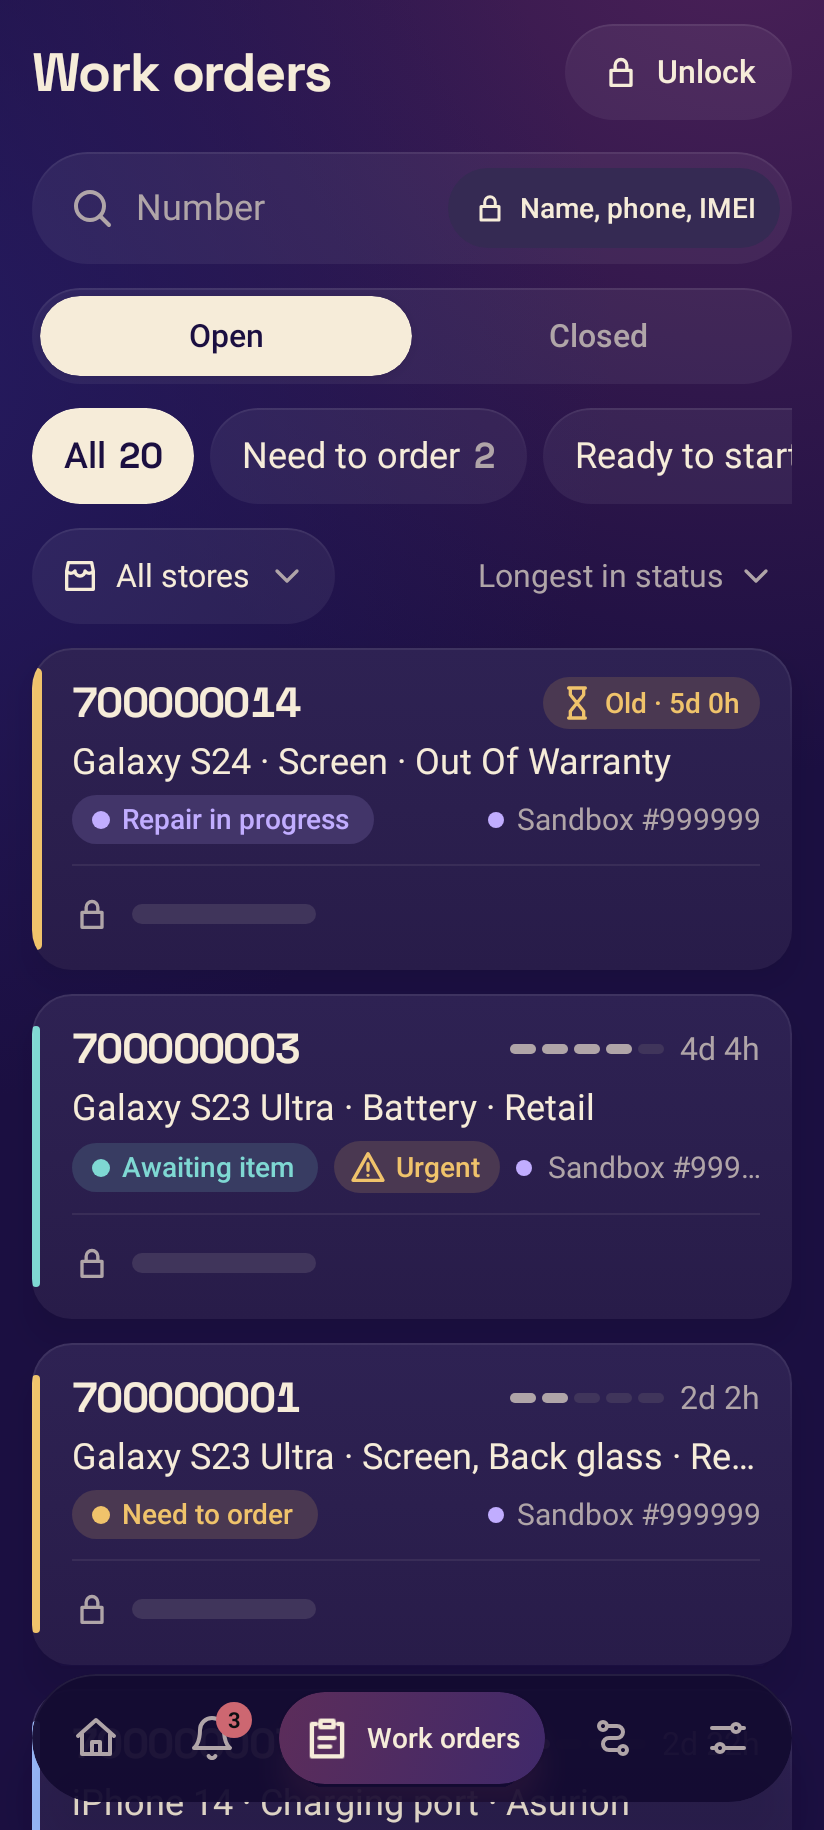 Work orders
Unlock
Number
Name, phone, IMEI
Open
Closed
All 20
Need to order 2
Ready to start
All stores
Longest in status
700000014
Old · 5d 0h
Galaxy S24 · Screen · Out Of Warranty
Repair in progress
Sandbox #999999
700000003
4d 4h
Galaxy S23 Ultra · Battery · Retail
Awaiting item
Urgent
Sandbox #999...
700000001
2d 2h
Galaxy S23 Ultra · Screen, Back glass · Re...
Need to order
Sandbox #999999
3
Work orders
iPhone 14 · Charging port · Asurion